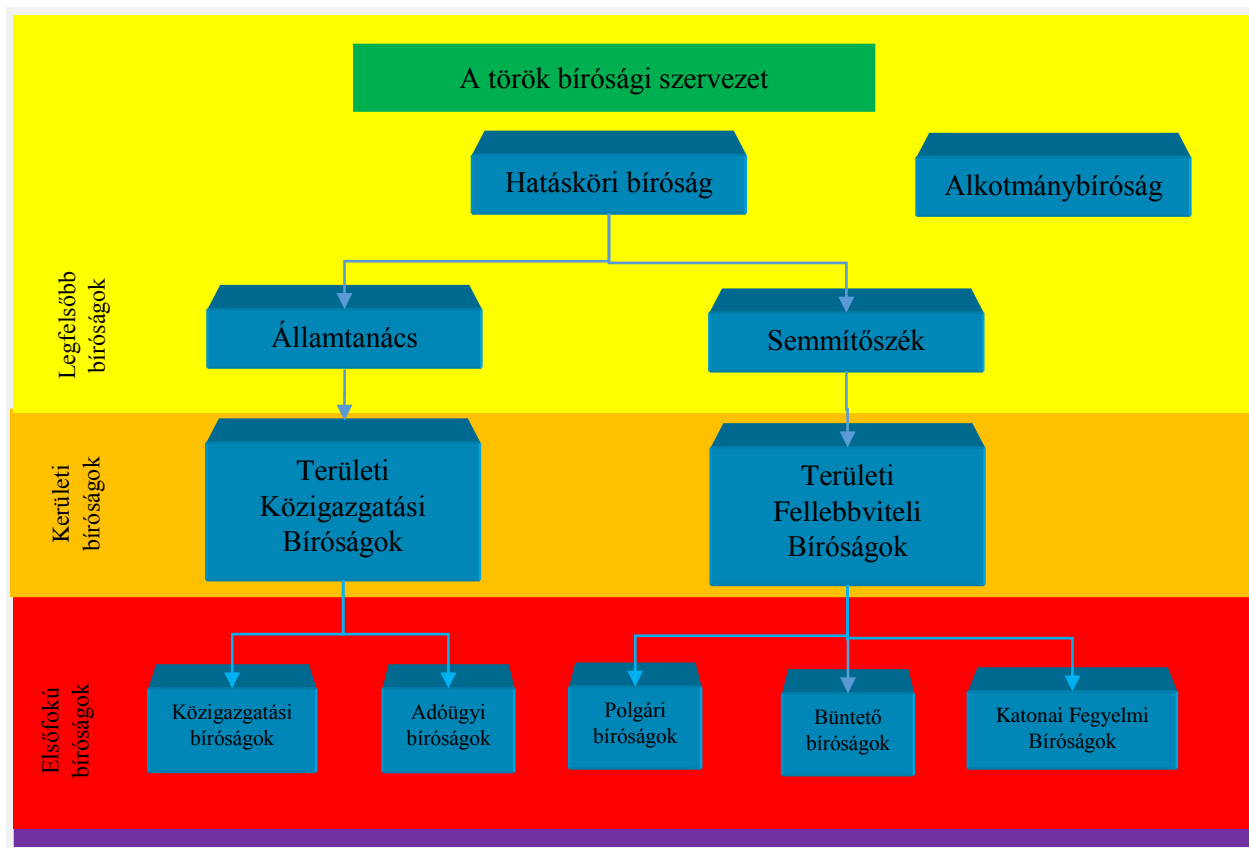 A török bírósági szervezet
Hatásköri bíróság
Alkotmánybíróság
Legfelsőbb
bíróságok
Államtanács
Semmítőszék
Kerületi
bíróságok
Területi
Közigazgatási
Bíróságok
Területi
Fellebbviteli
Bíróságok
Elsőfokú
bíróságok
Közigazgatási
bíróságok
Adóügyi
bíróságok
Polgári
bíróságok
Büntető
bíróságok
Katonai Fegyelmi
Bíróságok